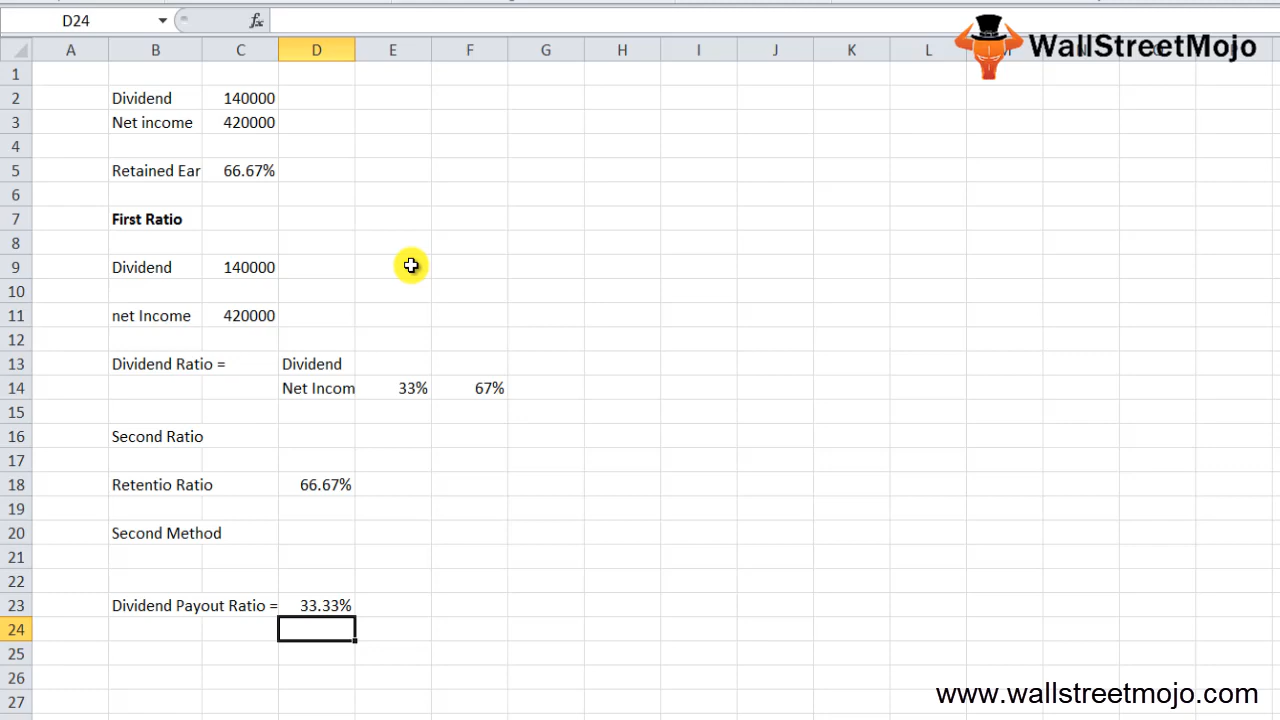 D24 fx
WallStreetMojo
A B C D E F G H I J K L
1
2 Dividend 140000
3 Net income 420000
4
5 Retained Ear 66.67%
6
7 First Ratio
8
9 Dividend 140000
10
11 net Income 420000
12
13 Dividend Ratio = Dividend
14 Net Incom 33% 67%
15
16 Second Ratio
17
18 Retentio Ratio 66.67%
19
20 Second Method
21
22
23 Dividend Payout Ratio = 33.33%
24
25
26
27
www.wallstreetmojo.com